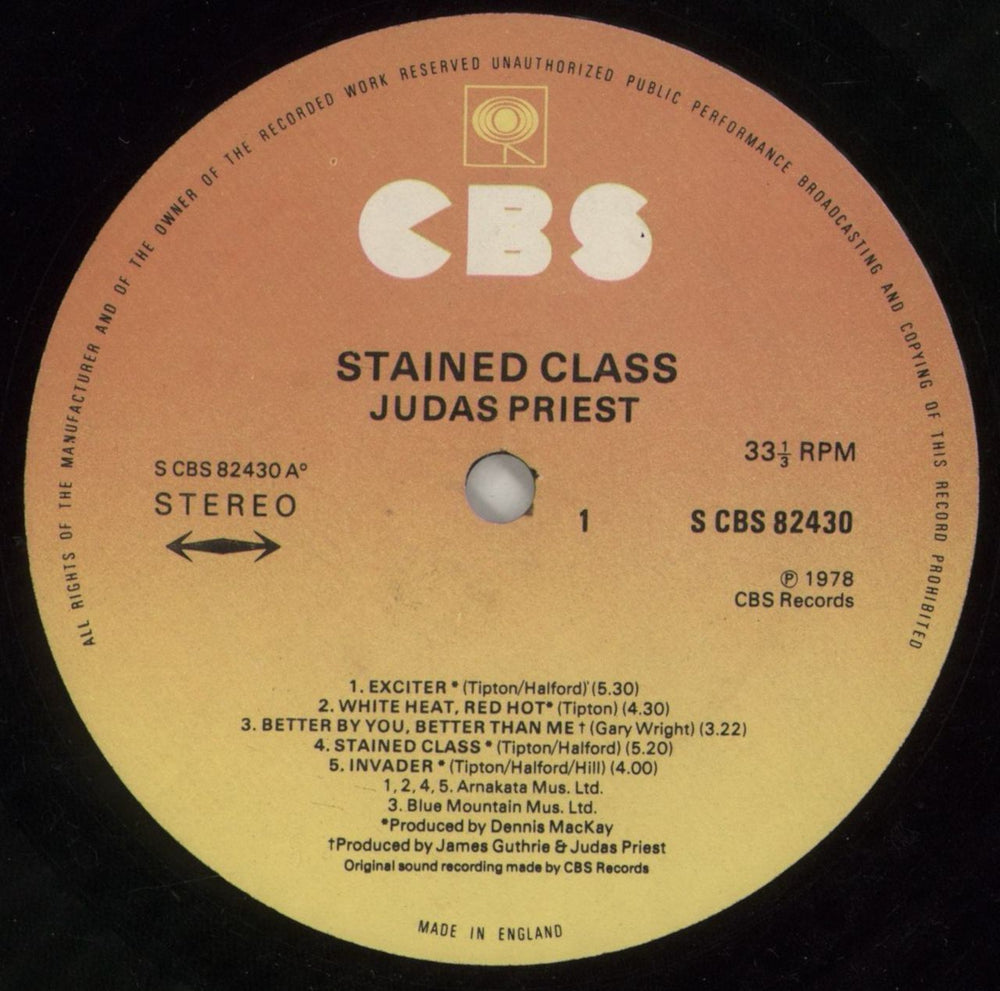 ALL RIGHTS OF THE MANUFACTURER AND OF THE OWNER OF THE RECORDED WORK RESERVED UNAUTHORIZED PUBLIC PERFORMANCE BROADCASTING AND COPYING OF THIS RECORD PROHIBITED
CBS
STAINED CLASS
JUDAS PRIEST
S CBS 82430 Aº
STEREO
33⅓ RPM
1
S CBS 82430
℗ 1978
CBS Records
1. EXCITER * (Tipton/Halford) (5.30)
2. WHITE HEAT, RED HOT* (Tipton) (4.30)
3. BETTER BY YOU, BETTER THAN ME † (Gary Wright) (3.22)
4. STAINED CLASS * (Tipton/Halford) (5.20)
5. INVADER * (Tipton/Halford/Hill) (4.00)
1, 2, 4, 5. Arnakata Mus. Ltd.
3. Blue Mountain Mus. Ltd.
*Produced by Dennis MacKay
†Produced by James Guthrie & Judas Priest
Original sound recording made by CBS Records
MADE IN ENGLAND